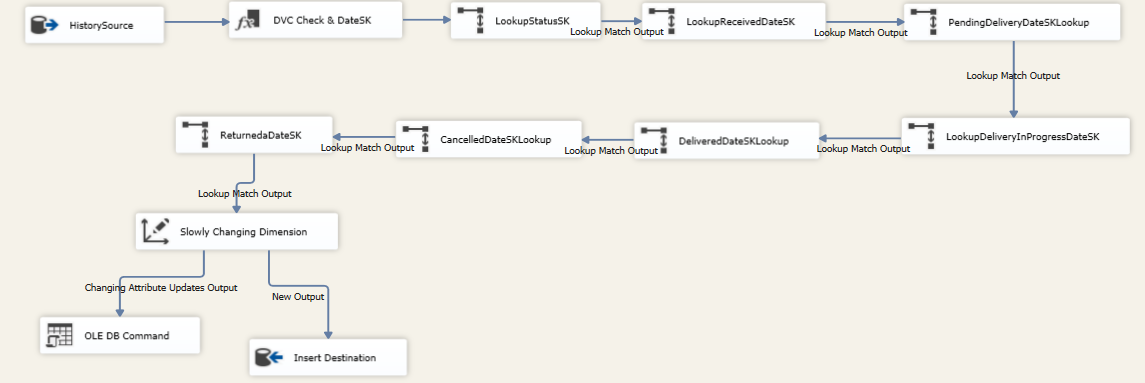 HistorySource
DVC Check & DateSK
LookupStatusSK
Lookup Match Output
LookupReceivedDateSK
Lookup Match Output
PendingDeliveryDateSKLookup
Lookup Match Output
LookupDeliveryInProgressDateSK
Lookup Match Output
DeliveredDateSKLookup
Lookup Match Output
CancelledDateSKLookup
Lookup Match Output
ReturnedaDateSK
Lookup Match Output
Slowly Changing Dimension
Changing Attribute Updates Output
New Output
OLE DB Command
Insert Destination